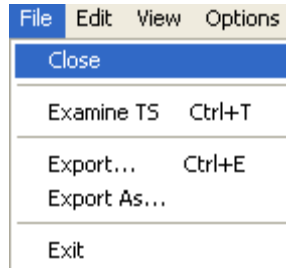 File Edit View Options
Close
Examine TS Ctrl+T
Export... Ctrl+E
Export As...
Exit